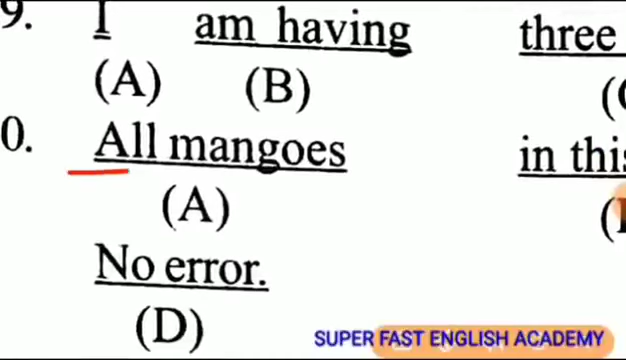 9. I am having three
(A) (B)
0. All mangoes in this
(A)
No error.
(D)
SUPER FAST ENGLISH ACADEMY